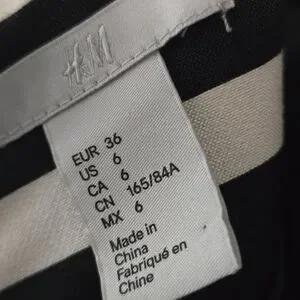 H&M
EUR 36
US 6
CA 6
CN 165/84A
MX 6
Made in
China
Fabriqué en
Chine